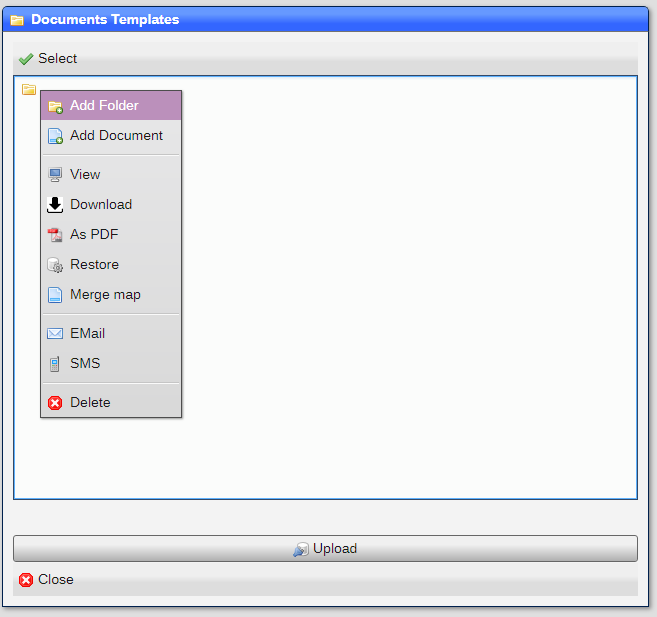 Documents Templates
Select
Add Folder
Add Document
View
Download
As PDF
Restore
Merge map
EMail
SMS
Delete
Upload
Close